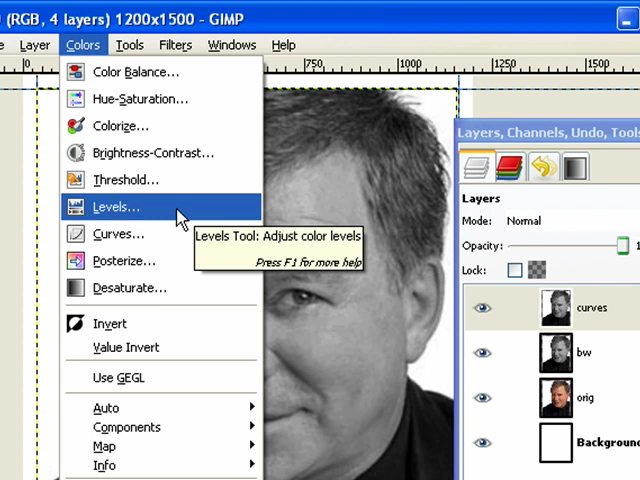 (RGB, 4 layers) 1200x1500 - GIMP
Layer Colors Tools Filters Windows Help
0 750 1000 1250 1500
Color Balance...
Hue-Saturation...
Colorize...
Brightness-Contrast...
Threshold...
Levels...
Curves...
Posterize...
Desaturate...
Invert
Value Invert
Use GEGL
Auto
Components
Map
Info
Levels Tool: Adjust color levels
Press F1 for more help
Layers, Channels, Undo, Tools
Layers
Mode: Normal
Opacity: 1
Lock:
curves
bw
orig
Background